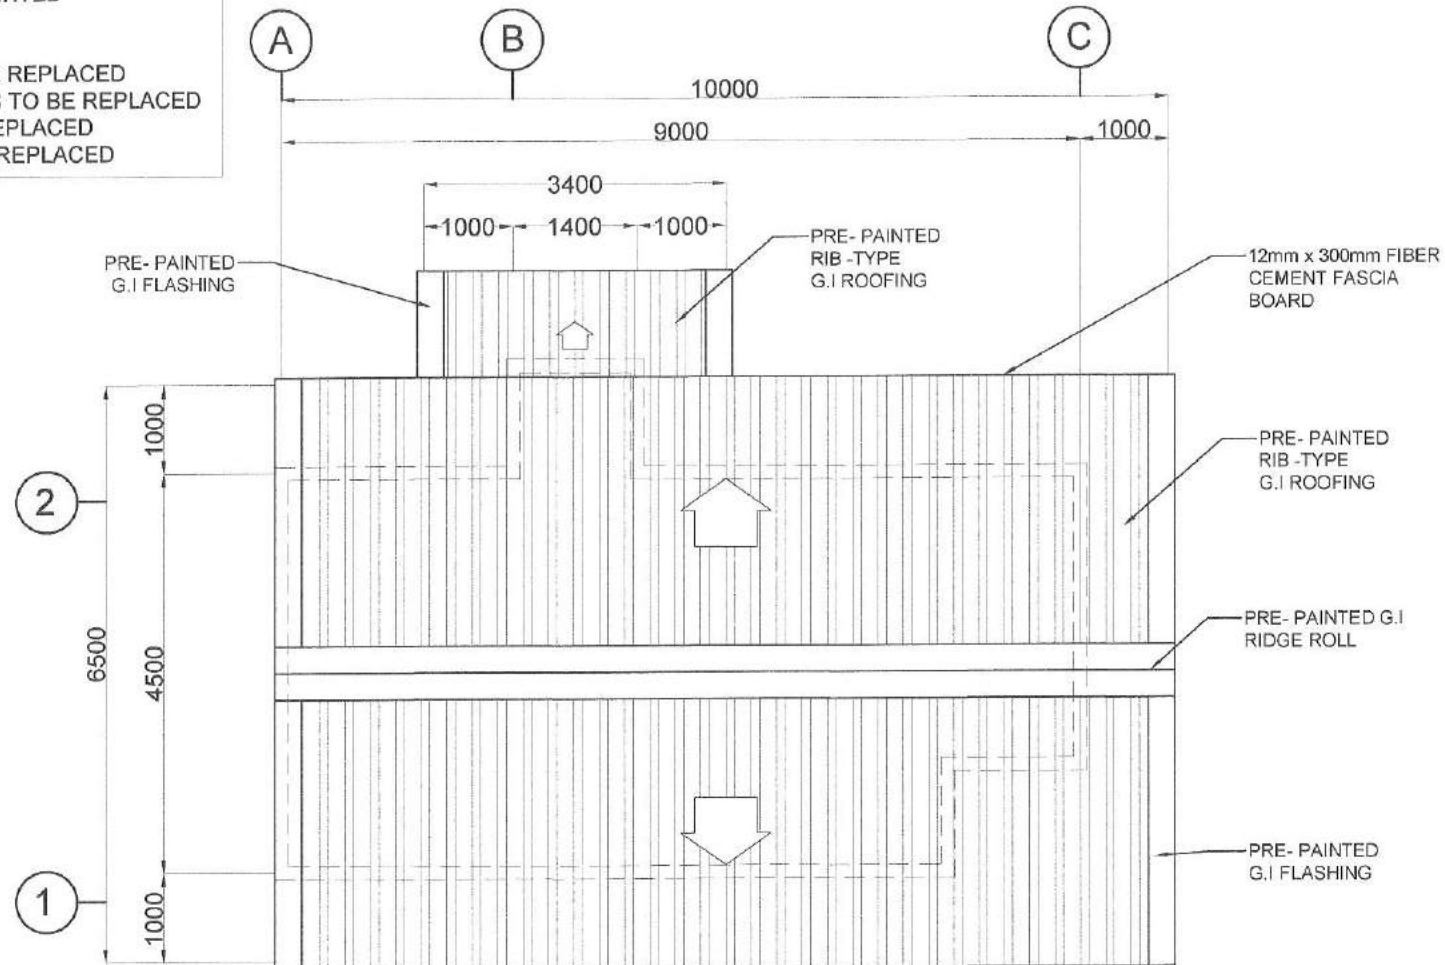 REPLACED
TO BE REPLACED
REPLACED
A
B
C
10000
9000
1000
3400
1000
1400
1000
PRE- PAINTED
G.I FLASHING
PRE- PAINTED
RIB -TYPE
G.I ROOFING
12mm x 300mm FIBER
CEMENT FASCIA
BOARD
1000
2
PRE- PAINTED
RIB -TYPE
G.I ROOFING
6500
4500
PRE- PAINTED G.I
RIDGE ROLL
PRE- PAINTED
G.I FLASHING
1
1000